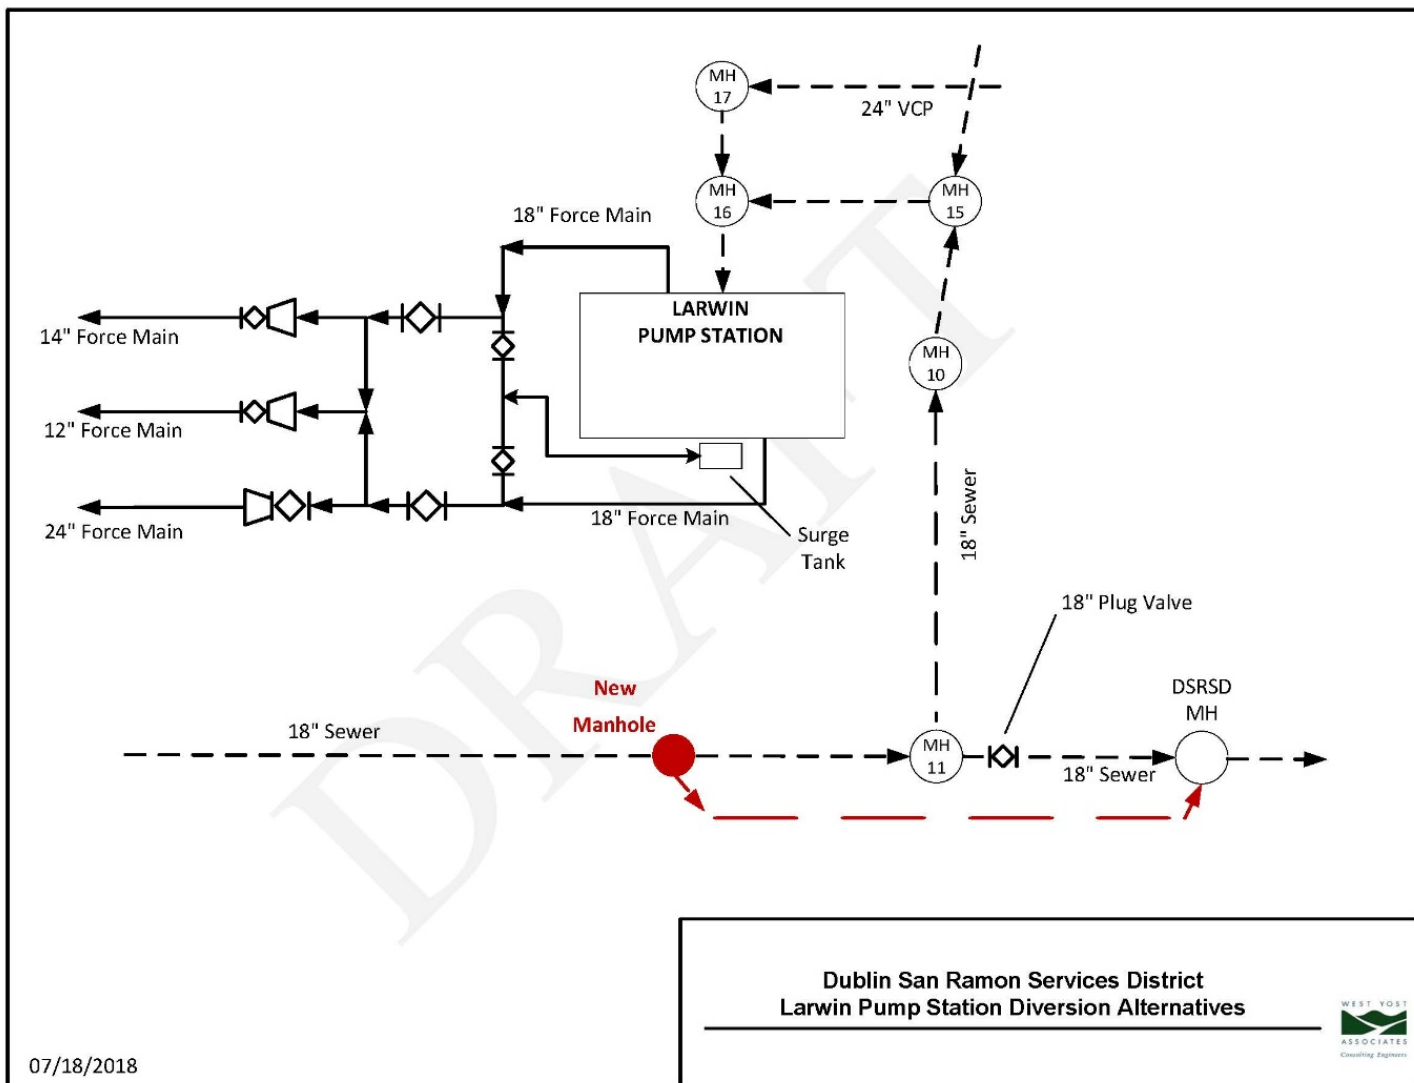 MH
17
24" VCP
MH
16
MH
15
18" Force Main
LARWIN
PUMP STATION
14" Force Main
MH
10
12" Force Main
18" Sewer
24" Force Main
18" Force Main
Surge
Tank
18" Plug Valve
New
Manhole
DSRSD
MH
18" Sewer
MH
11
18" Sewer
DRAFT
Dublin San Ramon Services District
Larwin Pump Station Diversion Alternatives
WEST YOST
ASSOCIATES
Consulting Engineers
07/18/2018